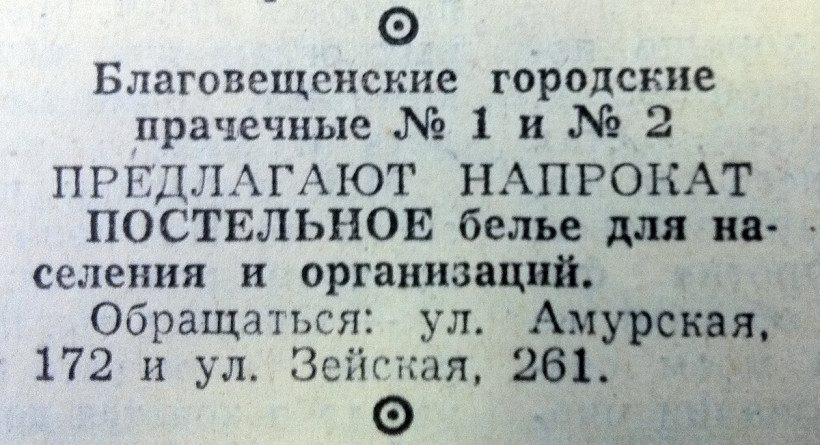 Благовещенские городские
прачечные № 1 и № 2
ПРЕДЛАГАЮТ НАПРОКАТ
ПОСТЕЛЬНОЕ белье для на-
селения и организаций.
Обращаться: ул. Амурская,
172 и ул. Зейская, 261.